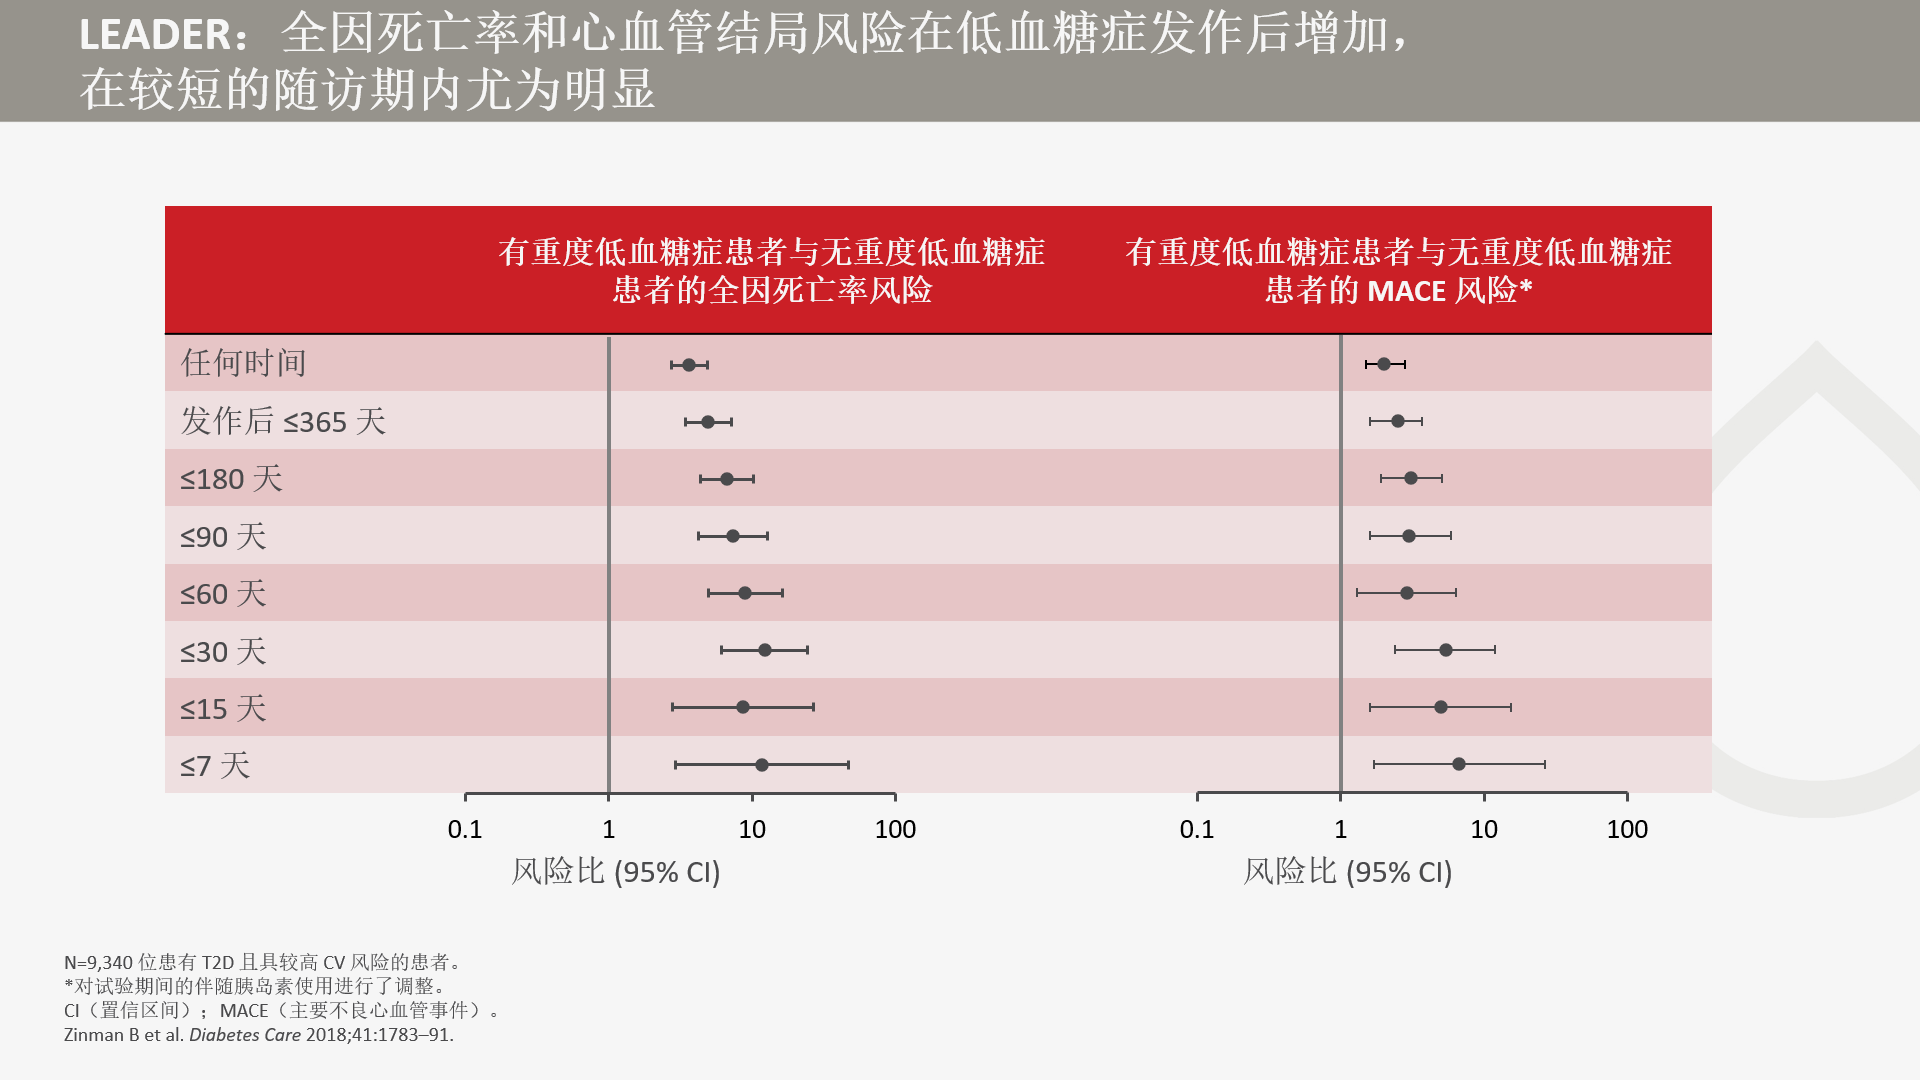 LEADER：全因死亡率和心血管结局风险在低血糖症发作后增加，
在较短的随访期内尤为明显
有重度低血糖症患者与无重度低血糖症
患者的全因死亡率风险
有重度低血糖症患者与无重度低血糖症
患者的 MACE 风险*
任何时间
发作后 ≤365 天
≤180 天
≤90 天
≤60 天
≤30 天
≤15 天
≤7 天
0.1 1 10 100
风险比 (95% CI)
0.1 1 10 100
风险比 (95% CI)
N=9,340 位患有 T2D 且具较高 CV 风险的患者。
*对试验期间的伴随胰岛素使用进行了调整。
CI（置信区间）；MACE（主要不良心血管事件）。
Zinman B et al. Diabetes Care 2018;41:1783–91.